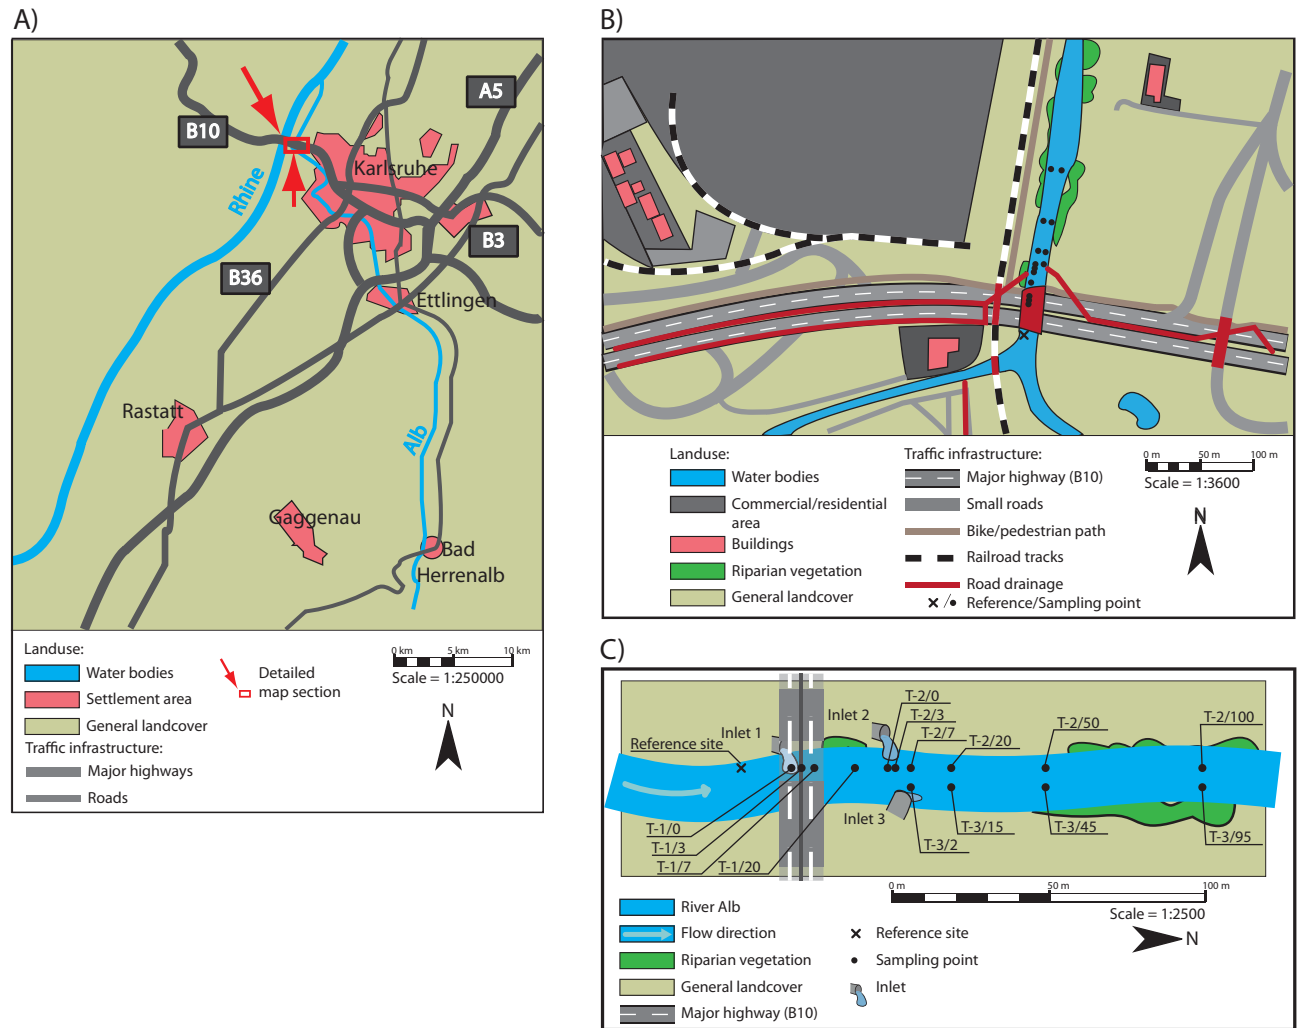 A)
A5
B10
Karlsruhe
Rhine
B3
B36
Ettlingen
Rastatt
Alb
Gaggenau
Bad
Herrenalb
Landuse:
Water bodies
Settlement area
General landcover
Traffic infrastructure:
Major highways
Roads
Detailed
map section
0 km
5 km
10 km
Scale = 1:250000
N
B)
Landuse:
Water bodies
Commercial/residential
area
Buildings
Riparian vegetation
General landcover
Traffic infrastructure:
Major highway (B10)
Small roads
Bike/pedestrian path
Railroad tracks
Road drainage
/ Reference/Sampling point
0 m
50 m
100 m
Scale = 1:3600
N
C)
T-2/0
T-2/3
T-2/7
T-2/20
T-2/50
T-2/100
Inlet 2
Inlet 1
Reference site
Inlet 3
T-1/0
T-1/3
T-1/7
T-1/20
T-3/2
T-3/15
T-3/45
T-3/95
0 m
50 m
100 m
Scale = 1:2500
N
River Alb
Flow direction
Riparian vegetation
General landcover
Major highway (B10)
Reference site
Sampling point
Inlet